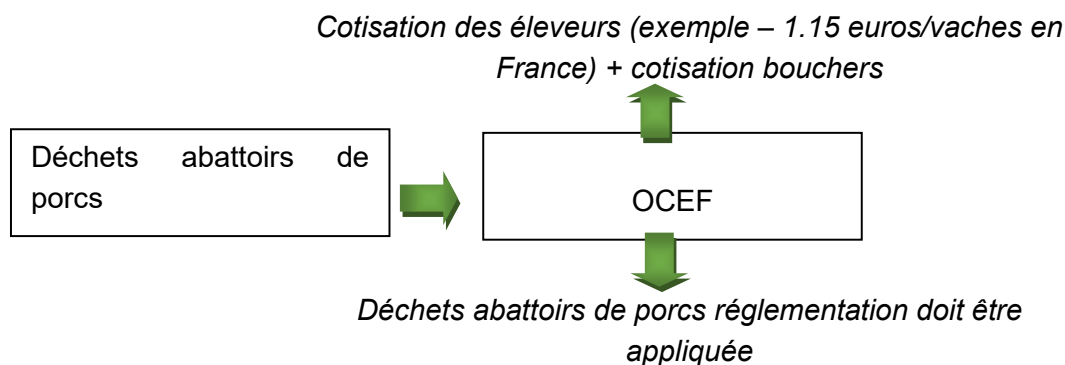 Cotisation des éleveurs (exemple – 1.15 euros/vaches en
France) + cotisation bouchers
Déchets abattoirs de
porcs
OCEF
Déchets abattoirs de porcs réglementation doit être
appliquée